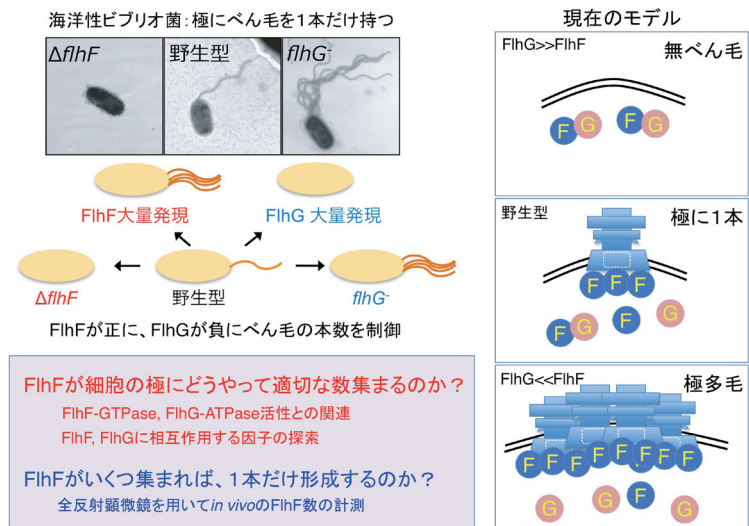 海洋性ビブリオ菌：極にべん毛を1本だけ持つ
ΔflhF
野生型
flhG⁻
FlhF大量発現
FlhG 大量発現
ΔflhF
野生型
flhG⁻
FlhFが正に、FlhGが負にべん毛の本数を制御
FlhFが細胞の極にどうやって適切な数集まるのか？
FlhF-GTPase, FlhG-ATPase活性との関連
FlhF, FlhGに相互作用する因子の探索
FlhFがいくつ集まれば、1本だけ形成するのか？
全反射顕微鏡を用いてin vivoのFlhF数の計測
現在のモデル
FlhG>>FlhF
無べん毛
F G F G
野生型
極に1本
F F F
F G F G
FlhG<<FlhF
極多毛
F F F F F F F F
G G F G